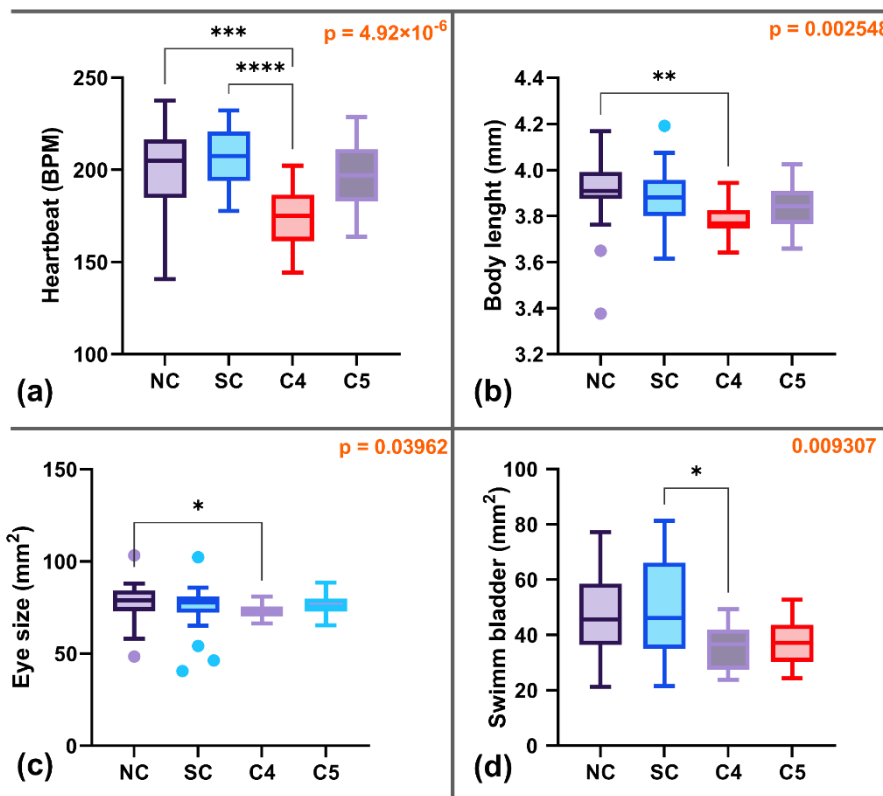 p = 4.92×10⁻⁶
***
****
Heartbeat (BPM)
250
200
150
100
NC SC C4 C5
(a)
p = 0.002548
**
Body lenght (mm)
4.4
4.2
4.0
3.8
3.6
3.4
3.2
NC SC C4 C5
(b)
p = 0.03962
*
Eye size (mm²)
150
100
50
0
NC SC C4 C5
(c)
0.009307
*
Swimm bladder (mm²)
100
80
60
40
20
0
NC SC C4 C5
(d)